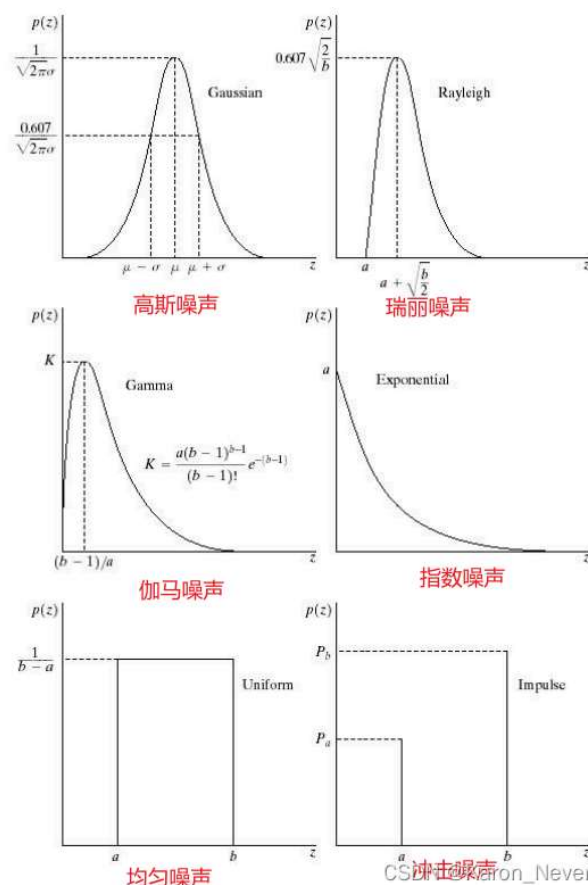 p(z)
1/√2πσ
0.607/√2πσ
Gaussian
μ − σ μ μ + σ z
高斯噪声
p(z)
0.607√2/b
Rayleigh
a z
a + √b/2
瑞丽噪声
p(z)
K
Gamma
K = a(b − 1)^b−1/(b − 1)! e^−(b−1)
(b − 1)/a z
伽马噪声
p(z)
a
Exponential
z
指数噪声
p(z)
1/b − a
Uniform
a b z
均匀噪声
p(z)
P_b
Impulse
P_a
a b z
冲击噪声
CSDN @Aaron_Neve